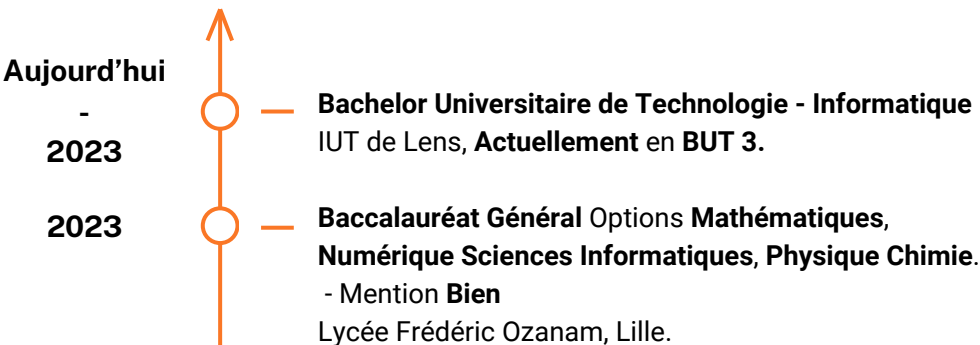 Aujourd’hui
-
2023
Bachelor Universitaire de Technologie - Informatique
IUT de Lens, Actuellement en BUT 3.
2023
Baccalauréat Général Options Mathématiques,
Numérique Sciences Informatiques, Physique Chimie.
- Mention Bien
Lycée Frédéric Ozanam, Lille.